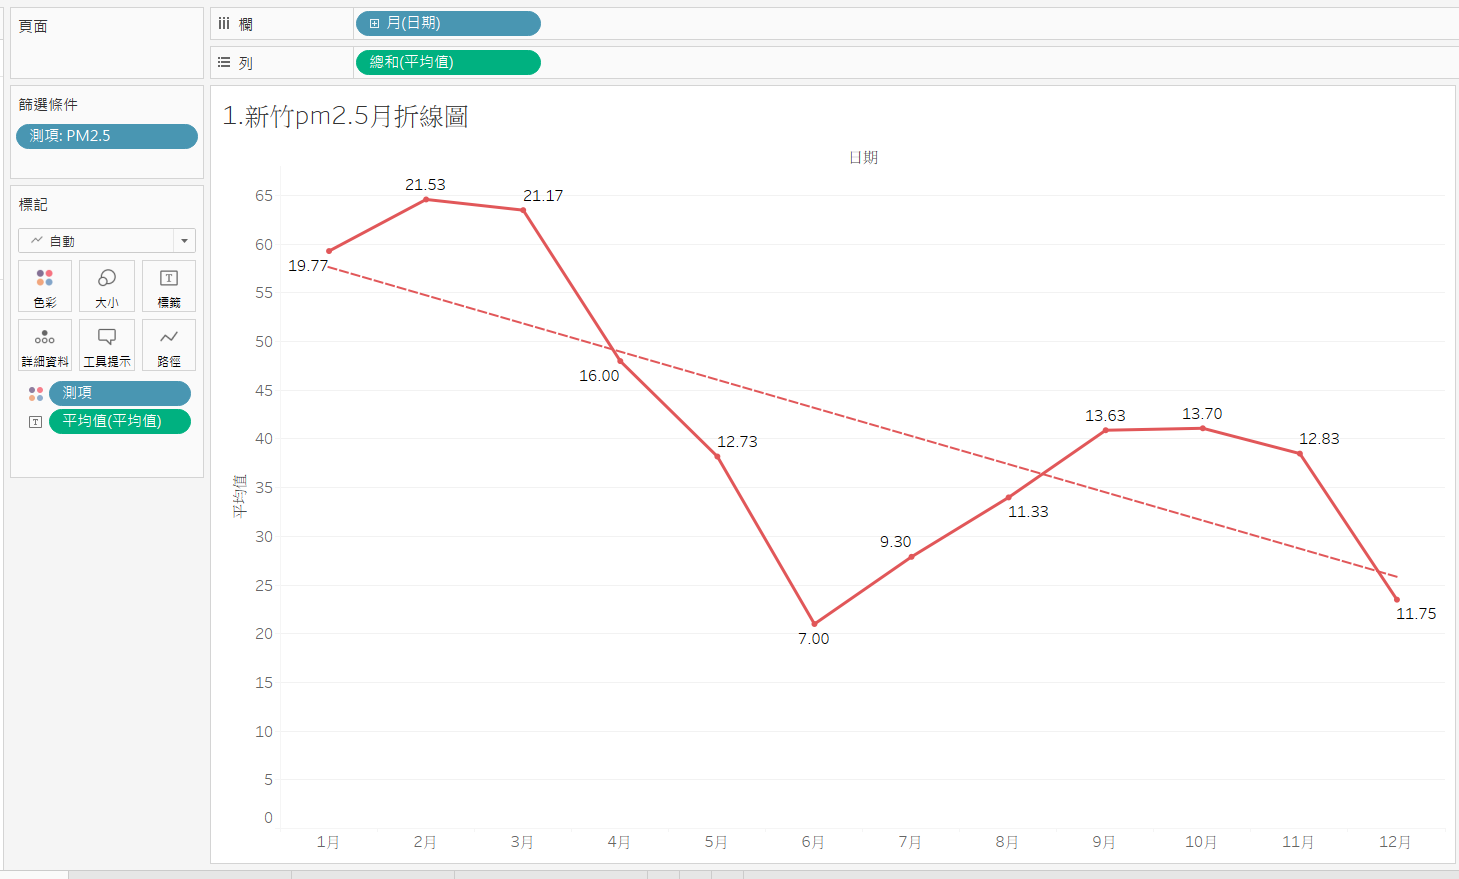 頁面
篩選條件
測項: PM2.5
標記
自動
色彩
大小
標籤
詳細資料
工具提示
路徑
測項
平均值(平均值)
欄
月(日期)
列
總和(平均值)
1.新竹pm2.5月折線圖
日期
平均值
65
60
55
50
45
40
35
30
25
20
15
10
5
0
19.77
21.53
21.17
16.00
12.73
7.00
9.30
11.33
13.63
13.70
12.83
11.75
1月
2月
3月
4月
5月
6月
7月
8月
9月
10月
11月
12月